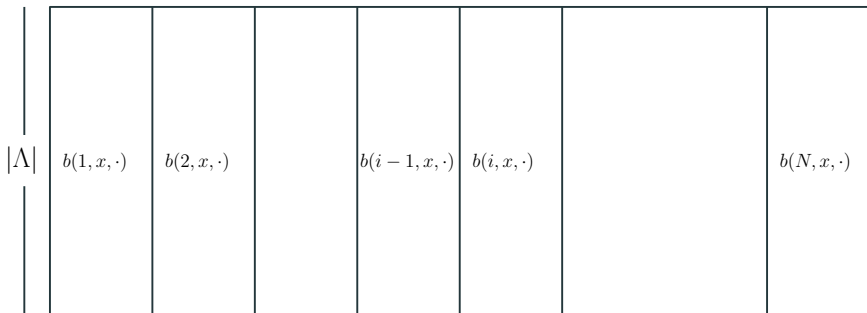 |Λ| b(1, x, ·) b(2, x, ·) b(i − 1, x, ·) b(i, x, ·) b(N, x, ·)